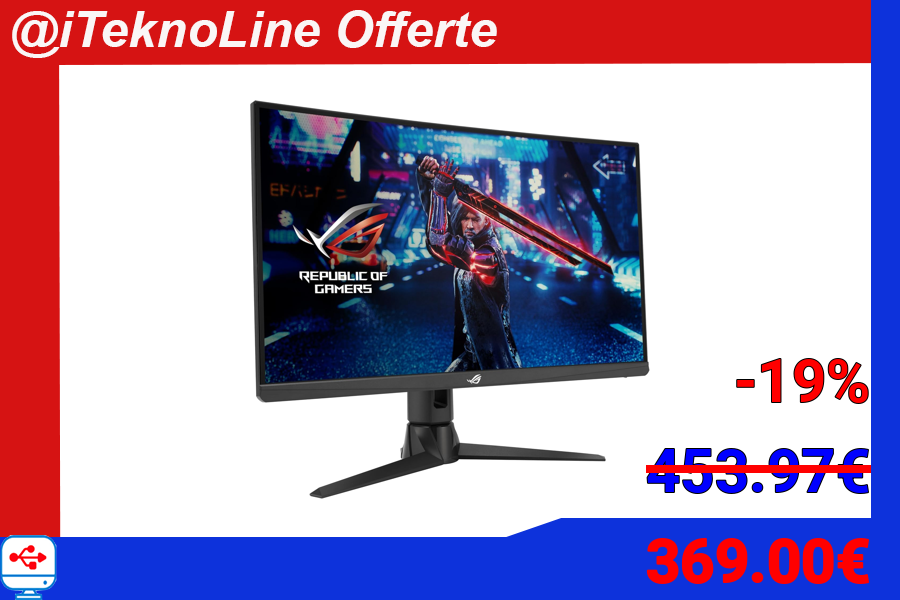 @iTeknoLine Offerte
REPUBLIC OF
GAMERS
-19%
453.97€
369.00€